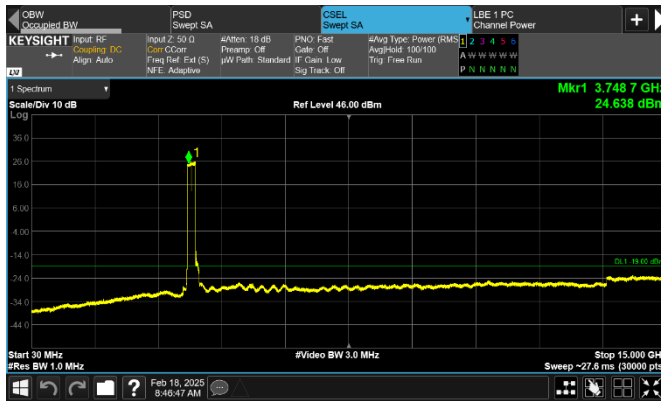 OBW
Occupied BW
PSD
Swept SA
CSEL
Swept SA
LBE 1 PC
Channel Power
+
KEYSIGHT
Input: RF
Coupling: DC
Align: Auto
Input Z: 50 Ω
Corr CCorr
Freq Ref: Ext (S)
NFE: Adaptive
#Atten: 18 dB
Preamp: Off
µW Path: Standard
PNO: Fast
Gate: Off
IF Gain: Low
Sig Track: Off
#Avg Type: Power (RMS
Avg|Hold: 100/100
Trig: Free Run
1 2 3 4 5 6
A W W W W W
P N N N N N
LXI
1 Spectrum
Scale/Div 10 dB
Log
Ref Level 46.00 dBm
Mkr1 3.748 7 GHz
24.638 dBm
36.0
26.0
16.0
6.00
-4.00
-14.0
-24.0
-34.0
-44.0
1
DL1 -19.00 dBm
Start 30 MHz
#Res BW 1.0 MHz
#Video BW 3.0 MHz
Stop 15.000 GHz
Sweep ~27.6 ms (30000 pts)
?
Feb 18, 2025
8:46:47 AM